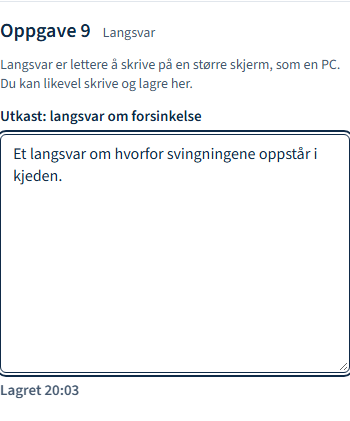 Oppgave 9 Langsvar
Langsvar er lettere å skrive på en større skjerm, som en PC.
Du kan likevel skrive og lagre her.
Utkast: langsvar om forsinkelse
Et langsvar om hvorfor svingningene oppstår i
kjeden.
Lagret 20:03